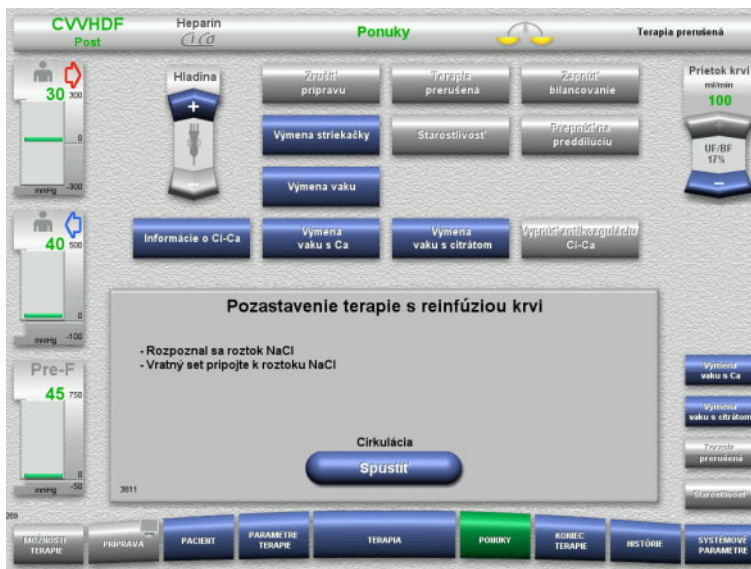 CVVHDF
Post
Heparin
Ci Ca
Ponuky
Terapia prerušená
30
300
0
mmHg
-300
Hladina
Zrušiť
prípravu
Terapia
prerušená
Zapnúť
bilancovanie
Prietok krvi
ml/min
100
UF/BF
17%
Výmena striekačky
Starostlivosť
Prepnúť na
preddilúciu
Výmena vaku
40
500
0
-100
mmHg
Informácie o Ci-Ca
Výmena
vaku s Ca
Výmena
vaku s citrátom
Vypnúť antikoaguláciu
Ci-Ca
Pozastavenie terapie s reinfúziou krvi
- Rozpoznal sa roztok NaCl
- Vratný set pripojte k roztoku NaCl
Cirkulácia
Spustiť
3811
Pre-F
45
750
0
mmHg
-50
Výmena
vaku s Ca
Výmena
vaku s citrátom
Terapia
prerušená
Starostlivosť
289
MOŽNOSTI
TERAPIE
PRÍPRAVA
PACIENT
PARAMETRE
TERAPIE
TERAPIA
PONUKY
KONIEC
TERAPIE
HISTÓRIE
SYSTÉMOVÉ
PARAMETRE